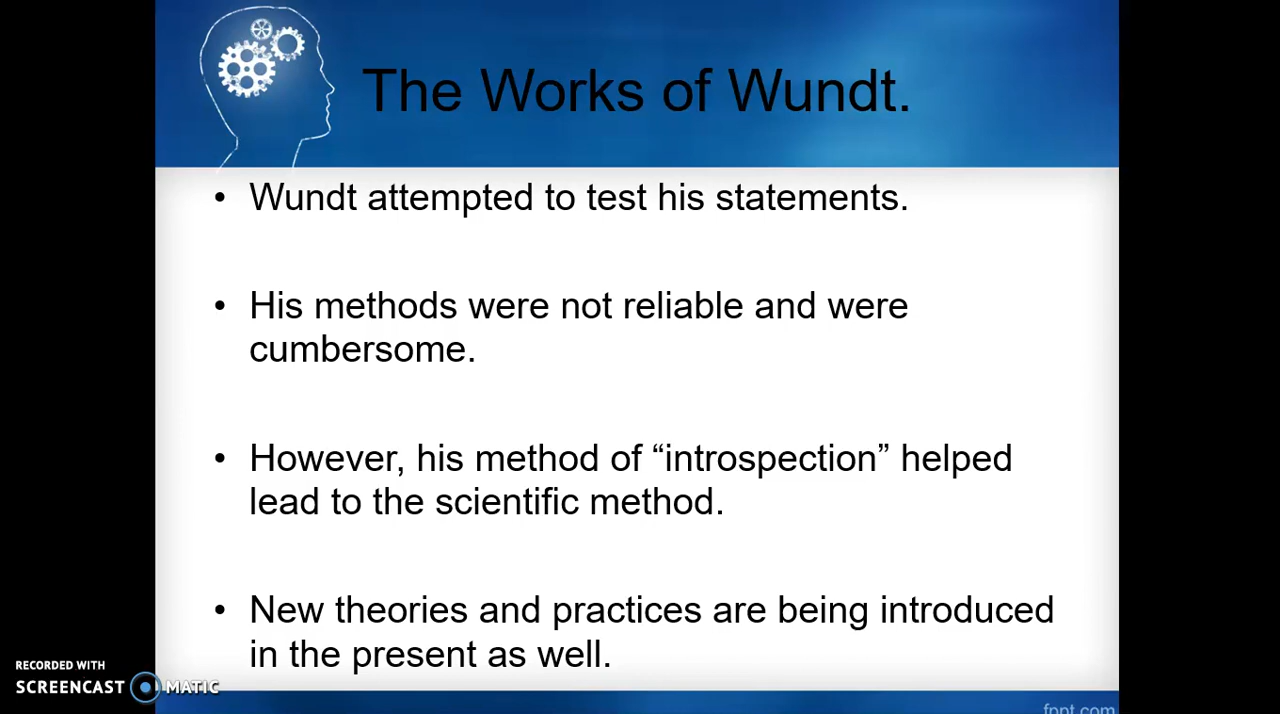 The Works of Wundt.
• Wundt attempted to test his statements.
• His methods were not reliable and were
cumbersome.
• However, his method of “introspection” helped
lead to the scientific method.
• New theories and practices are being introduced
in the present as well.
RECORDED WITH
SCREENCAST MATIC
fppt.com